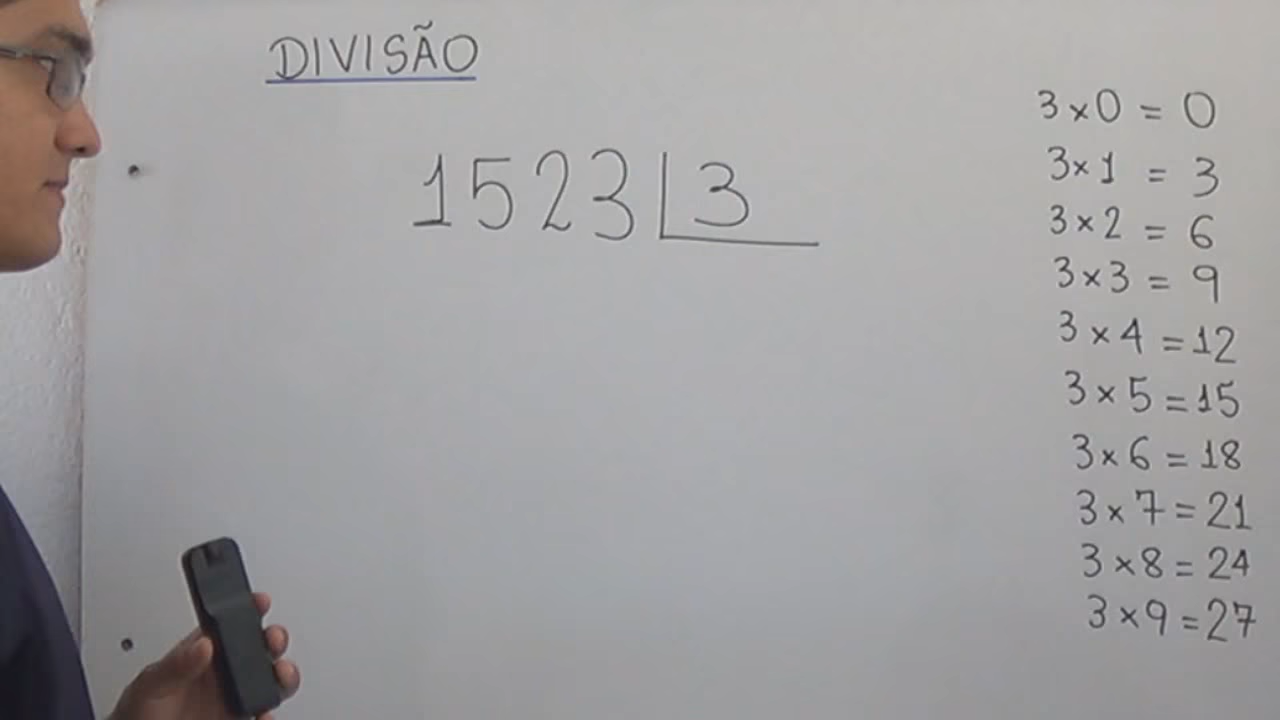 DIVISÃO
1523 3
3 x 0 = 0
3 x 1 = 3
3 x 2 = 6
3 x 3 = 9
3 x 4 = 12
3 x 5 = 15
3 x 6 = 18
3 x 7 = 21
3 x 8 = 24
3 x 9 = 27